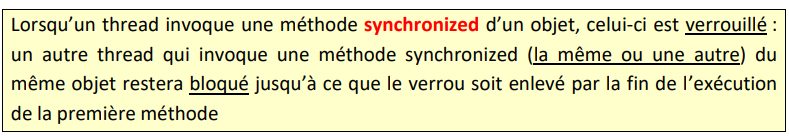 Lorsqu’un thread invoque une méthode synchronized d’un objet, celui-ci est verrouillé :
un autre thread qui invoque une méthode synchronized (la même ou une autre) du
même objet restera bloqué jusqu’à ce que le verrou soit enlevé par la fin de l’exécution
de la première méthode